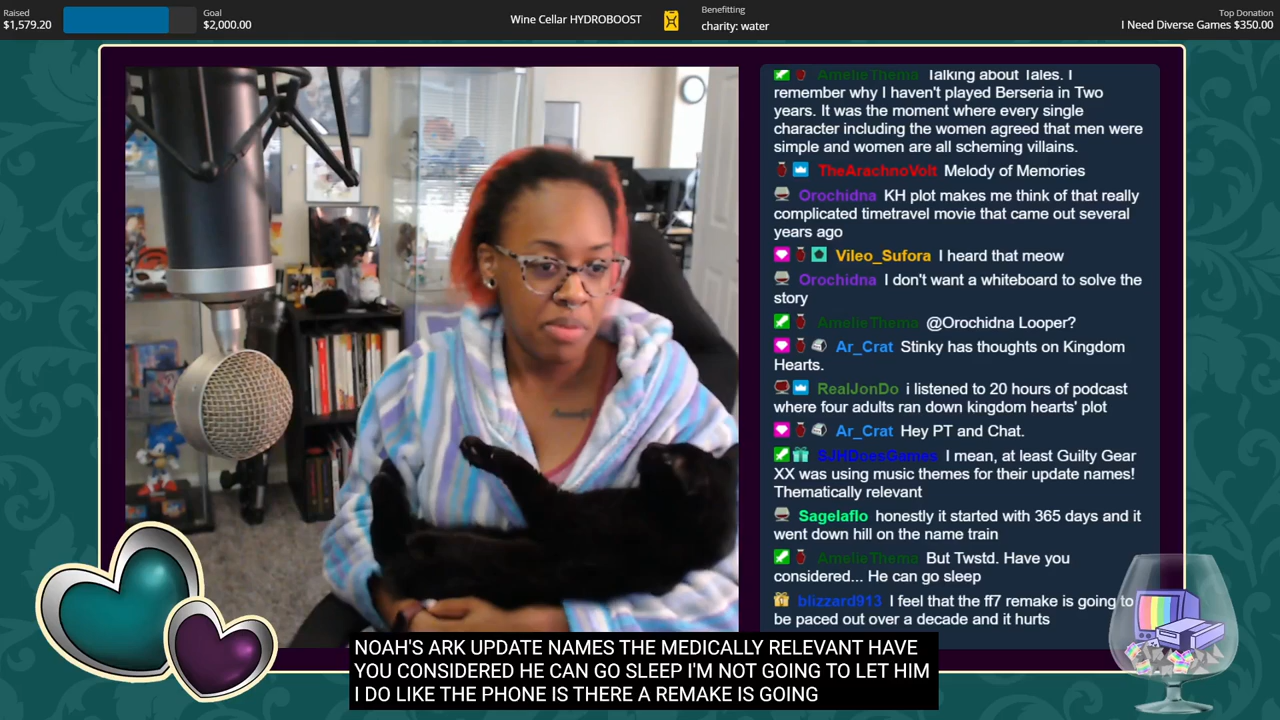 Raised
$1,579.20
Goal
$2,000.00
Wine Cellar HYDROBOOST
Benefitting
charity: water
Top Donation
I Need Diverse Games $350.00
AmelieThema Talking about Tales. I
remember why I haven't played Berseria in Two
years. It was the moment where every single
character including the women agreed that men were
simple and women are all scheming villains.
TheArachnoVolt Melody of Memories
Orochidna KH plot makes me think of that really
complicated timetravel movie that came out several
years ago
Vileo_Sufora I heard that meow
Orochidna I don't want a whiteboard to solve the
story
AmelieThema @Orochidna Looper?
Ar_Crat Stinky has thoughts on Kingdom
Hearts.
RealJonDo i listened to 20 hours of podcast
where four adults ran down kingdom hearts' plot
Ar_Crat Hey PT and Chat.
SJHDoesGames I mean, at least Guilty Gear
XX was using music themes for their update names!
Thematically relevant
Sagelaflo honestly it started with 365 days and it
went down hill on the name train
AmelieThema But Twstd. Have you
considered... He can go sleep
blizzard913 I feel that the ff7 remake is going to
be paced out over a decade and it hurts
NOAH'S ARK UPDATE NAMES THE MEDICALLY RELEVANT HAVE
YOU CONSIDERED HE CAN GO SLEEP I'M NOT GOING TO LET HIM
I DO LIKE THE PHONE IS THERE A REMAKE IS GOING